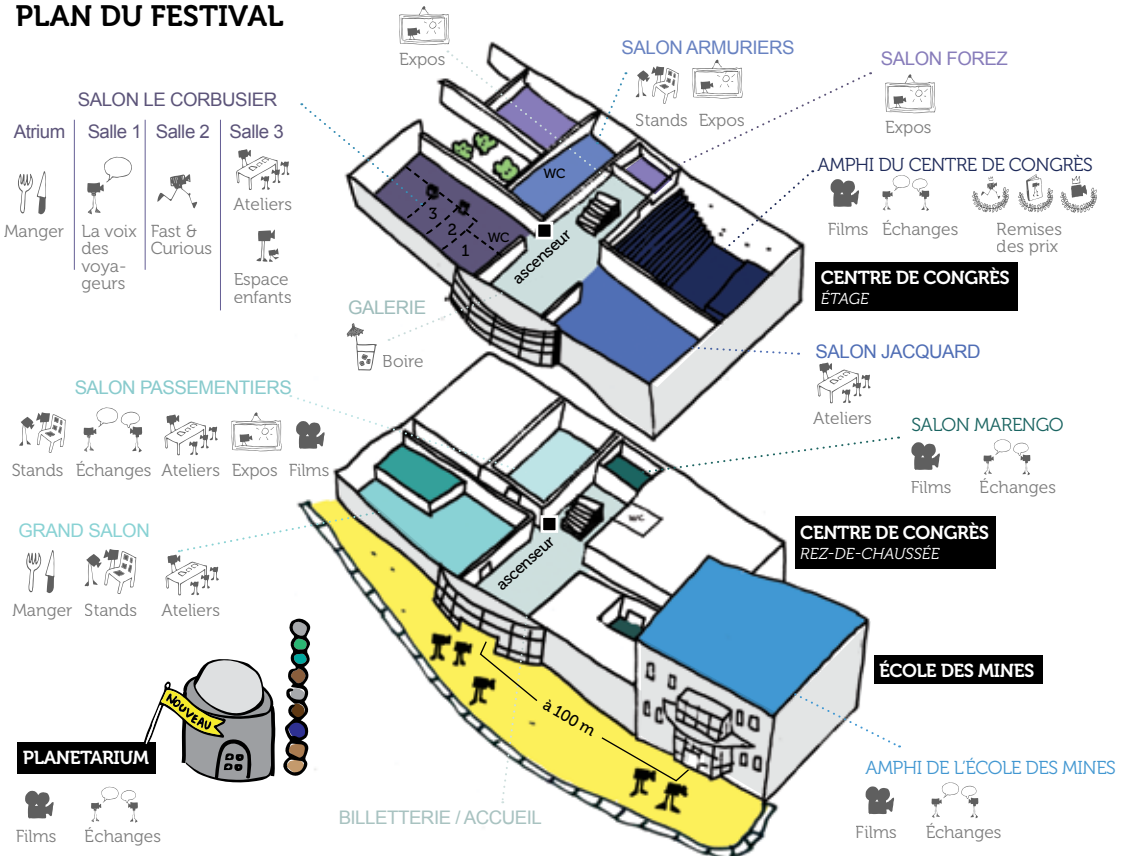 PLAN DU FESTIVAL
Expos
SALON ARMURIERS
Stands Expos
SALON FOREZ
Expos
SALON LE CORBUSIER
Atrium Salle 1 Salle 2 Salle 3
Manger
La voix
des
voya-
geurs
Fast &
Curious
Ateliers
Espace
enfants
AMPHI DU CENTRE DE CONGRÈS
Films Échanges Remises
des prix
CENTRE DE CONGRÈS
ÉTAGE
WC
3
2
1
WC
ascenseur
GALERIE
Boire
SALON JACQUARD
Ateliers
SALON PASSEMENTIERS
Stands Échanges Ateliers Expos Films
SALON MARENGO
Films Échanges
GRAND SALON
Manger Stands Ateliers
WC
ascenseur
CENTRE DE CONGRÈS
REZ-DE-CHAUSSÉE
ÉCOLE DES MINES
NOUVEAU
PLANETARIUM
Films Échanges
à 100 m
BILLETTERIE / ACCUEIL
AMPHI DE L'ÉCOLE DES MINES
Films Échanges